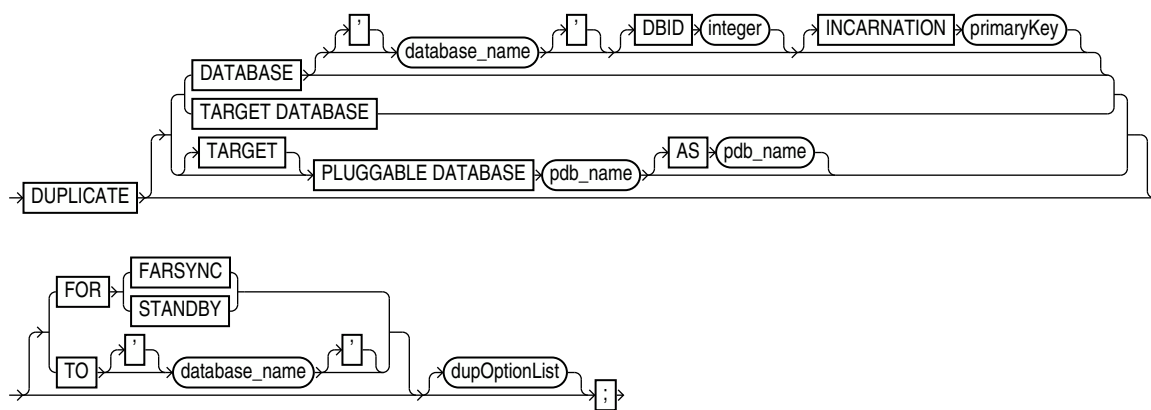 ' database_name ' DBID integer INCARNATION primaryKey
DATABASE
TARGET DATABASE
TARGET PLUGGABLE DATABASE pdb_name AS pdb_name
DUPLICATE
FOR FARSYNC
STANDBY
TO ' database_name '
dupOptionList
;